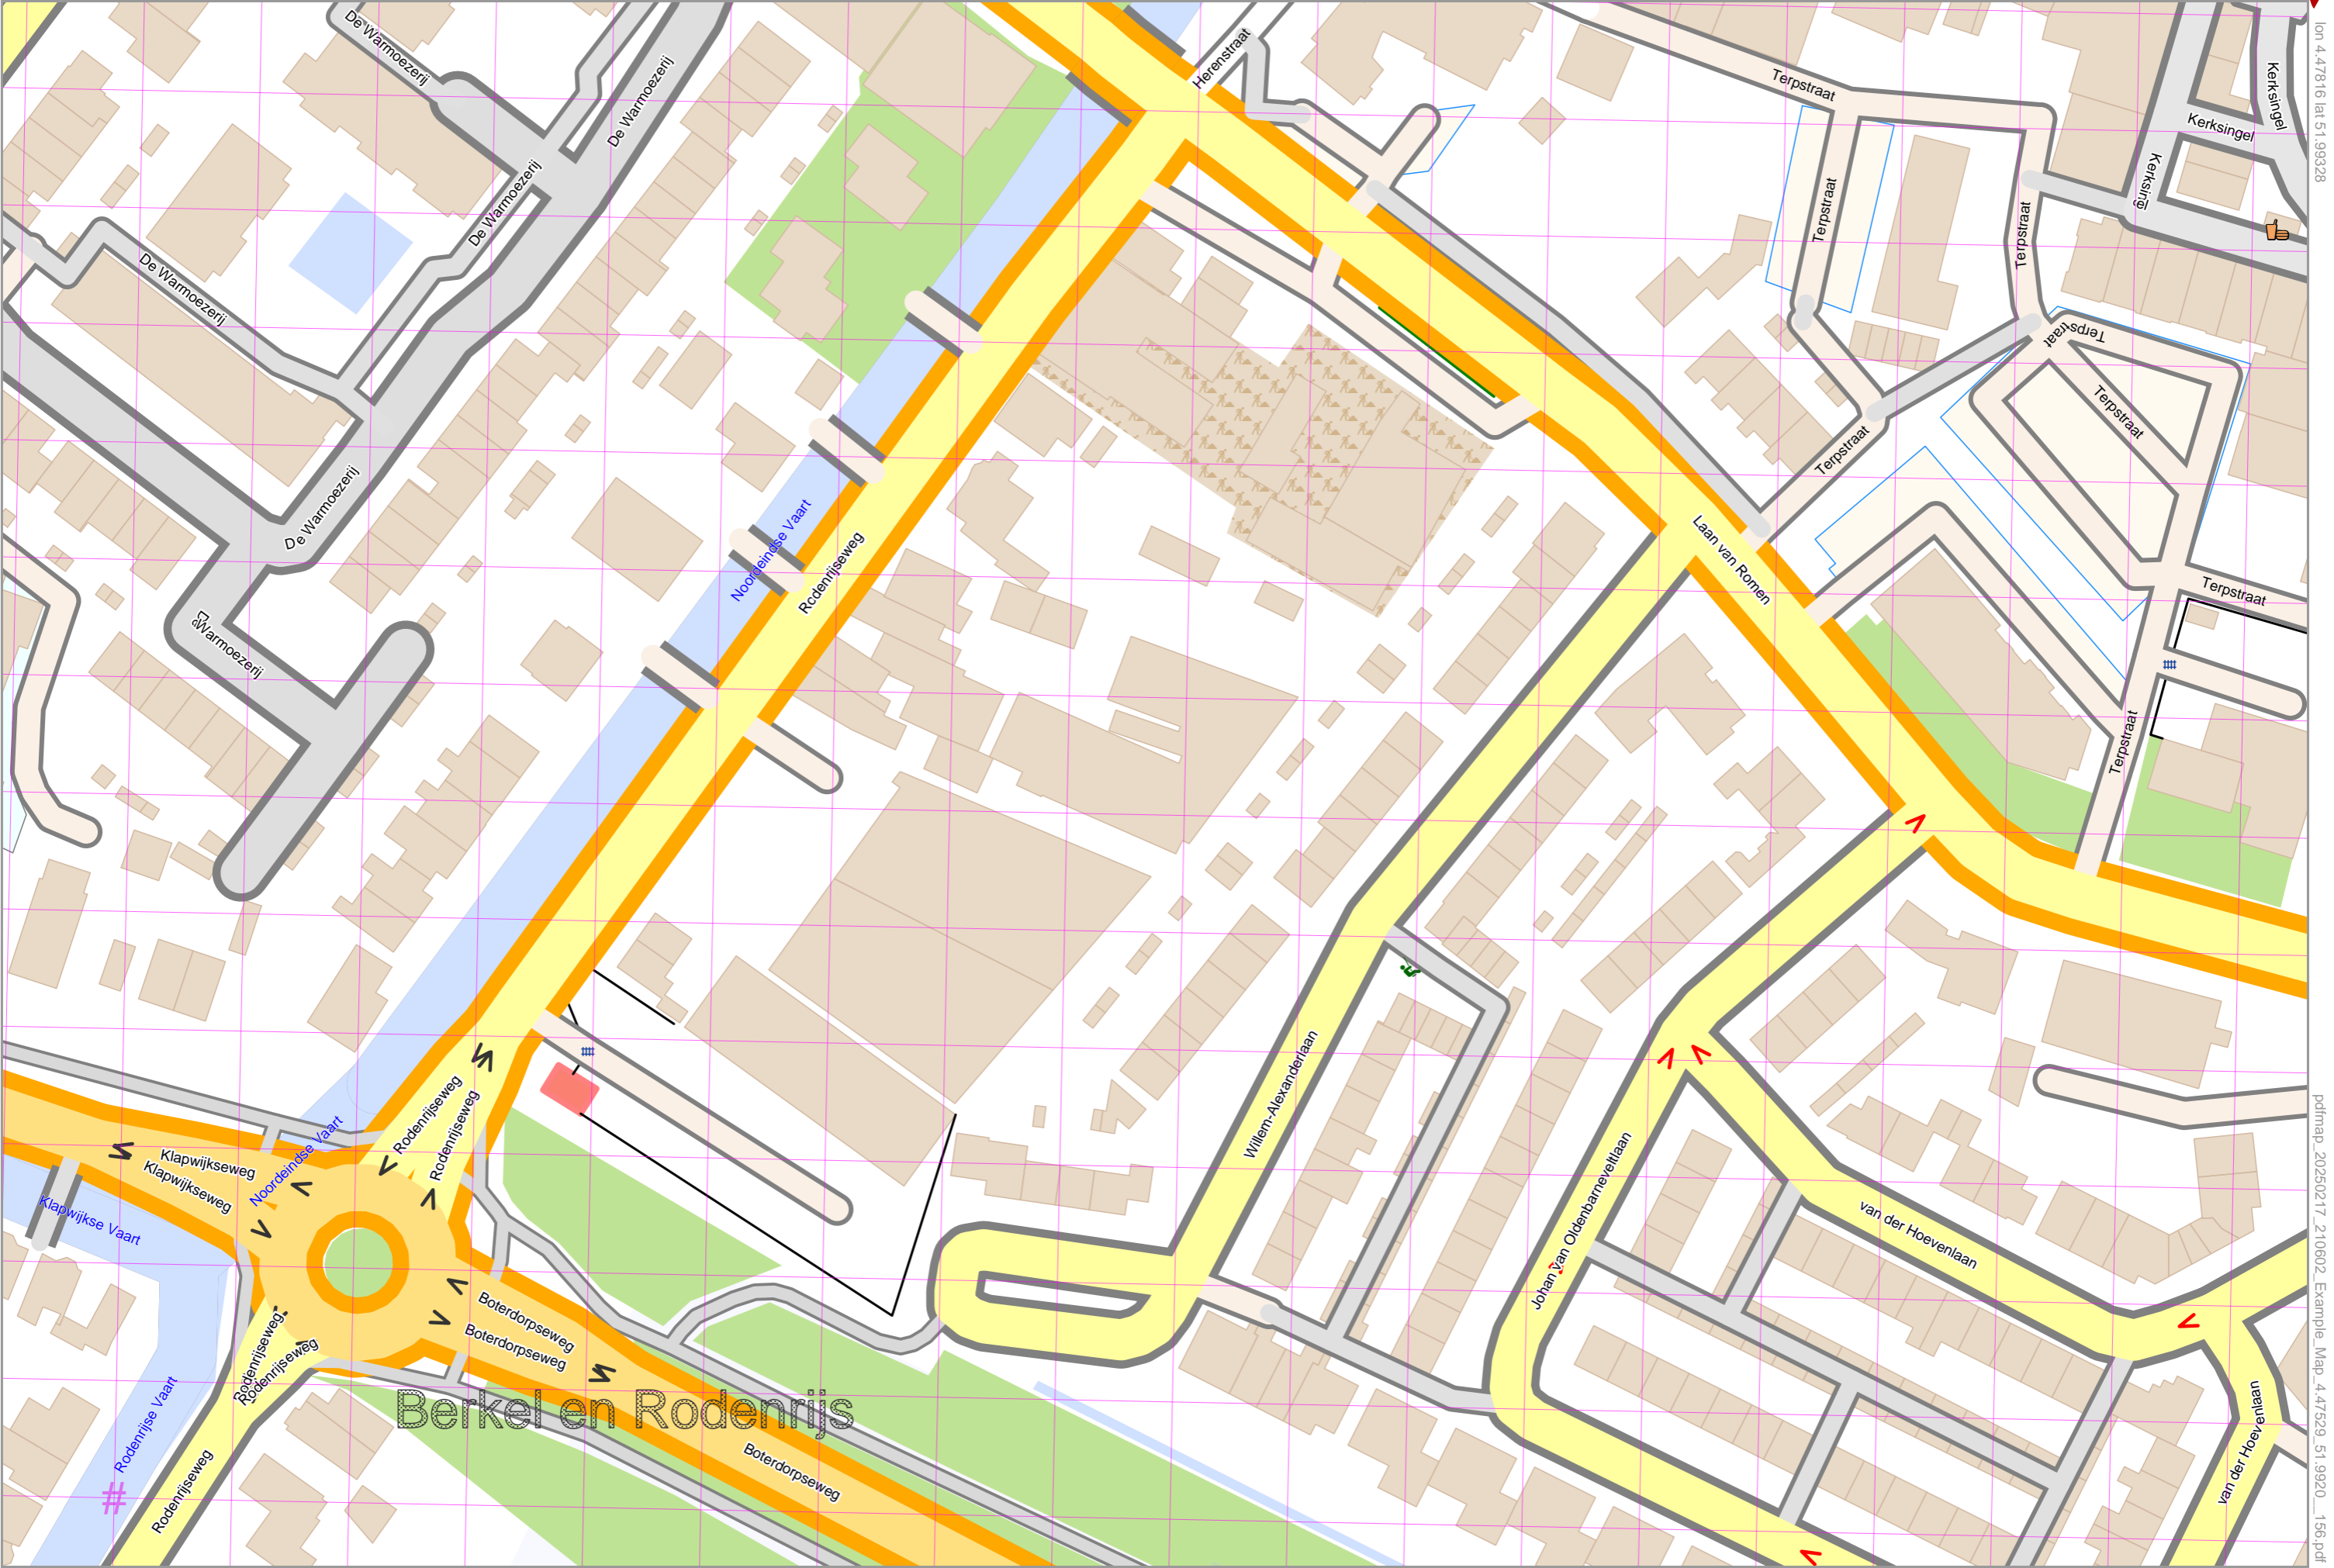 De Warmoezerij
De Warmoezerij
Herenstraat
Terpstraat
Kerksingel
Kerksingel
Kerksingel
De Warmoezerij
De Warmoezerij
Terpstraat
Terpstraat
Terpstraat
Terpstraat
Terpstraat
De Warmoezerij
Noordeindse Vaart
Rodenrijseweg
Laan van Romen
Terpstraat
De Warmoezerij
Terpstraat
Rodenrijseweg
Rodenrijseweg
Klapwijkseweg
Klapwijkseweg
Noordeindse Vaart
Klapwijkse Vaart
Willem-Alexanderlaan
Johan van Oldenbarneveltlaan
van der Hoevenlaan
Boterdorpseweg
Boterdorpseweg
Rodenrijseweg
Rodenrijseweg
Berkel en Rodenrijs
Rodenrijse Vaart
Boterdorpseweg
Rodenrijseweg
#
van der Hoevenlaan
lon 4.47816 lat 51.99328
pdfmap_20250217_210602_Example_Map_4.47529_51.9920__ 156.pdf